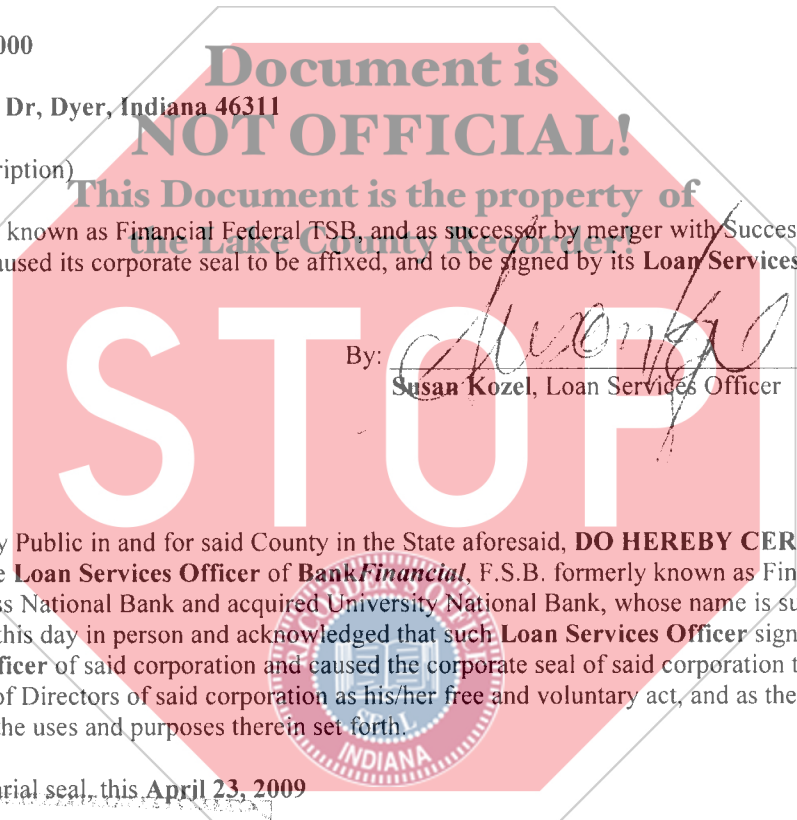 000
Document is
Dr, Dyer, Indiana 46311
NOT OFFICIAL!
ription)
This Document is the property of
known as Financial Federal TSB, and as successor by merger with Succes
the Lake County Recorder!
aused its corporate seal to be affixed, and to be signed by its Loan Services
STOP
By:
Susan Kozel, Loan Services Officer
y Public in and for said County in the State aforesaid, DO HEREBY CER
e Loan Services Officer of BankFinancial, F.S.B. formerly known as Fin
ss National Bank and acquired University National Bank, whose name is su
this day in person and acknowledged that such Loan Services Officer sign
ficer of said corporation and caused the corporate seal of said corporation t
of Directors of said corporation as his/her free and voluntary act, and as the
the uses and purposes therein set forth.
RECORDER'S OFFICE
SEAL
INDIANA
arial seal, this April 23, 2009